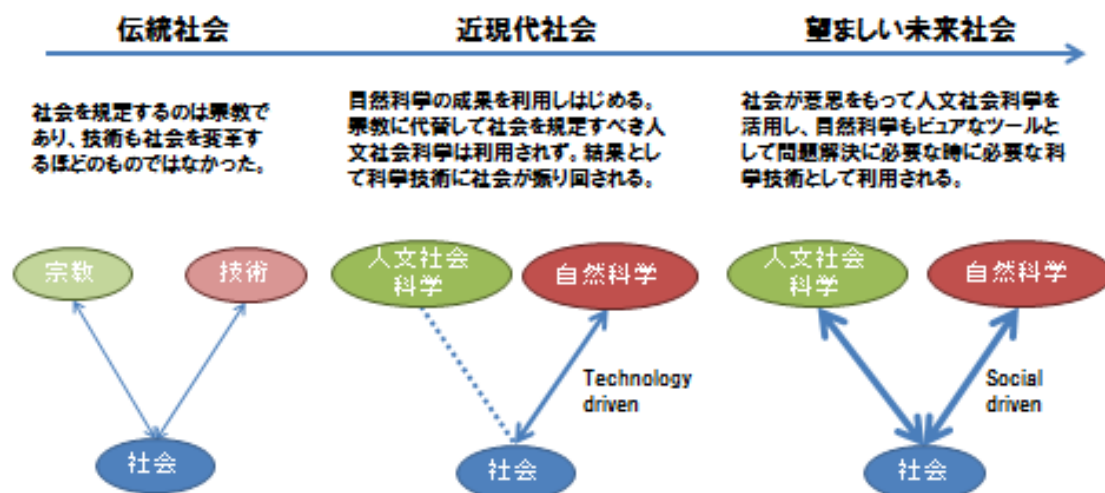 伝統社会
近現代社会
望ましい未来社会
社会を規定するのは宗教で
あり、技術も社会を変革す
るほどのものではなかった。
自然科学の成果を利用しはじめる。
宗教に代替して社会を規定すべき人
文社会科学は利用されず。結果とし
て科学技術に社会が振り回される。
社会が意思をもって人文社会科学を
活用し、自然科学もピュアなツールと
して問題解決に必要な時に必要な科
学技術として利用される。
宗教
技術
社会
人文社会
科学
自然科学
Technology
driven
社会
人文社会
科学
自然科学
Social
driven
社会